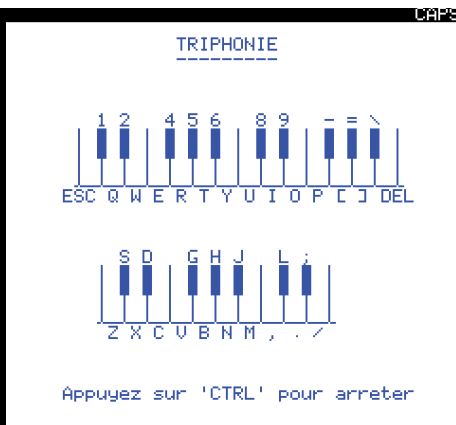 CAPS
TRIPHONIE
---------
1 2 4 5 6 8 9 - = \
ESC Q W E R T Y U I O P [ ] DEL
S D G H J L ;
Z X C V B N M , . /
Appuyez sur 'CTRL' pour arreter